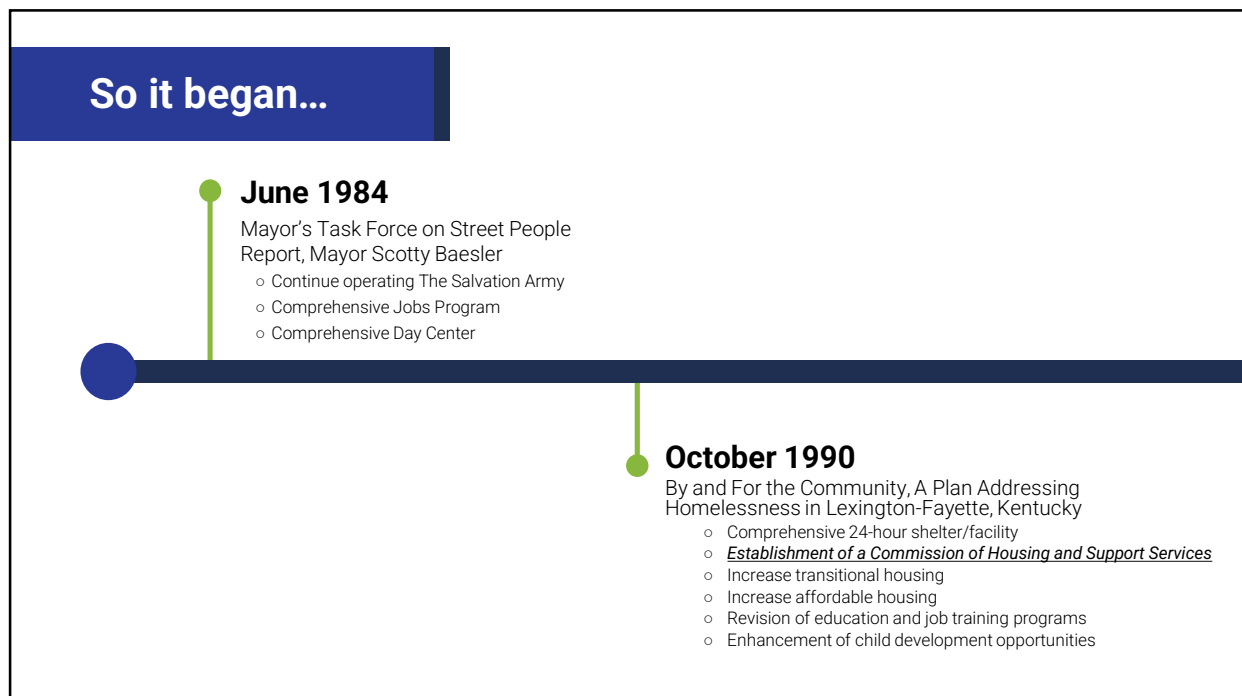 So it began…
June 1984
Mayor’s Task Force on Street People
Report, Mayor Scotty Baesler
○ Continue operating The Salvation Army
○ Comprehensive Jobs Program
○ Comprehensive Day Center
October 1990
By and For the Community, A Plan Addressing
Homelessness in Lexington-Fayette, Kentucky
○ Comprehensive 24-hour shelter/facility
○ Establishment of a Commission of Housing and Support Services
○ Increase transitional housing
○ Increase affordable housing
○ Revision of education and job training programs
○ Enhancement of child development opportunities